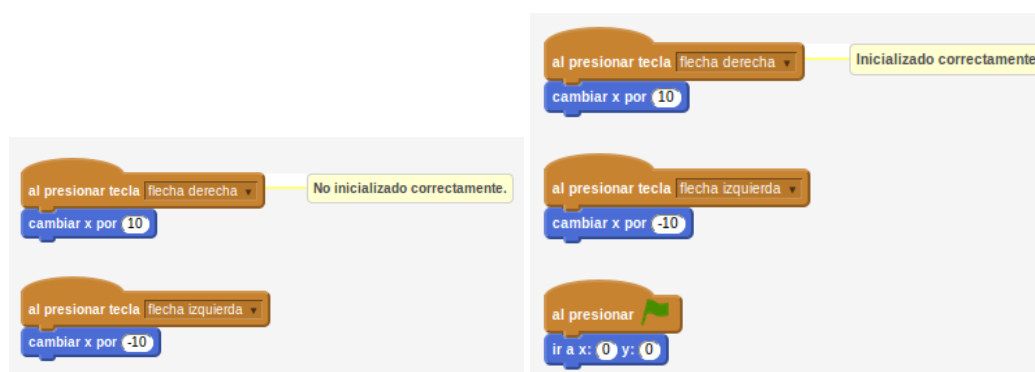 al presionar tecla flecha derecha
No inicializado correctamente.
cambiar x por 10
al presionar tecla flecha izquierda
cambiar x por -10
al presionar tecla flecha derecha
Inicializado correctamente
cambiar x por 10
al presionar tecla flecha izquierda
cambiar x por -10
al presionar
ir a x: 0 y: 0